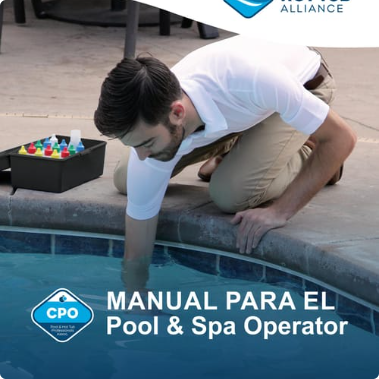 ALLIANCE
MANUAL PARA EL
Pool & Spa Operator
CPO